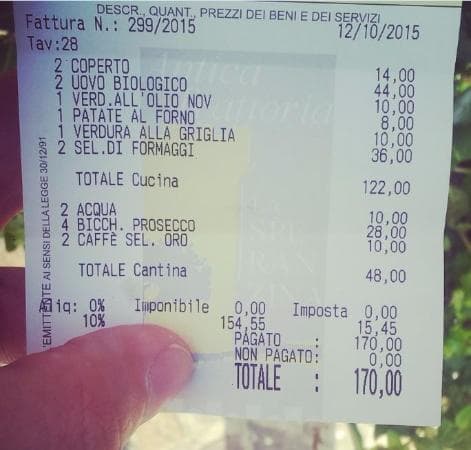 DESCR., QUANT., PREZZI DEI BENI E DEI SERVIZI
Fattura N.: 299/2015 12/10/2015
Tav:28
2 COPERTO 14,00
2 UOVO BIOLOGICO 44,00
1 VERD.ALL'OLIO NOV 10,00
1 PATATE AL FORNO 8,00
1 VERDURA ALLA GRIGLIA 10,00
2 SEL.DI FORMAGGI 36,00
TOTALE Cucina 122,00
2 ACQUA 10,00
4 BICCH. PROSECCO 28,00
2 CAFFÈ SEL. ORO 10,00
TOTALE Cantina 48,00
Aliq: 0% Imponibile 0,00 Imposta 0,00
10% 154,55 15,45
PAGATO : 170,00
NON PAGATO: 0,00
TOTALE : 170,00
L'EMITTENTE AI SENSI DELLA LEGGE 30/12/91
Antica